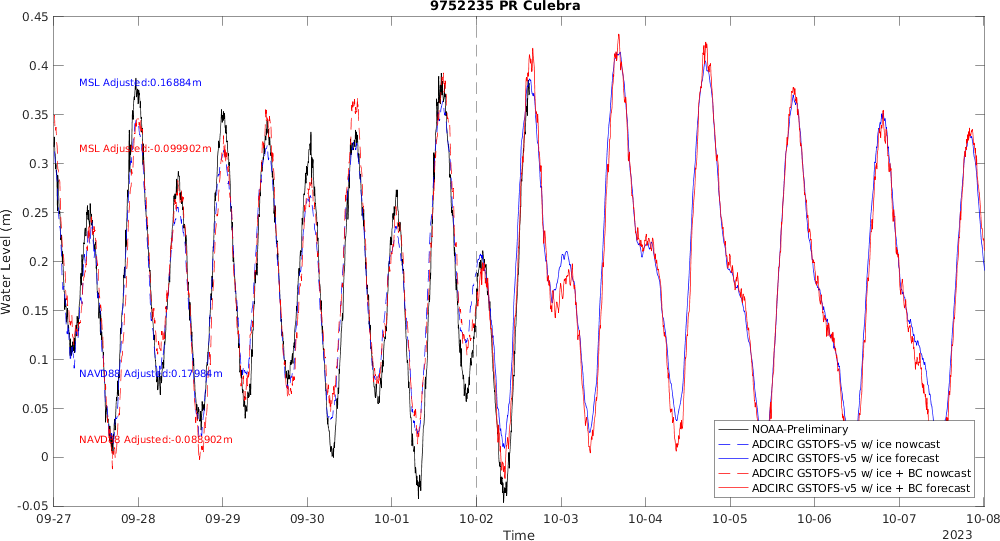 9752235 PR Culebra
0.45
0.4
0.35
0.3
0.25
0.2
0.15
0.1
0.05
0
-0.05
Water Level (m)
MSL Adjusted:0.16884m
MSL Adjusted:-0.099902m
NAVD88 Adjusted:0.17984m
NAVD88 Adjusted:-0.088902m
NOAA-Preliminary
ADCIRC GSTOFS-v5 w/ ice nowcast
ADCIRC GSTOFS-v5 w/ ice forecast
ADCIRC GSTOFS-v5 w/ ice + BC nowcast
ADCIRC GSTOFS-v5 w/ ice + BC forecast
09-27 09-28 09-29 09-30 10-01 10-02 10-03 10-04 10-05 10-06 10-07 10-08
Time
2023